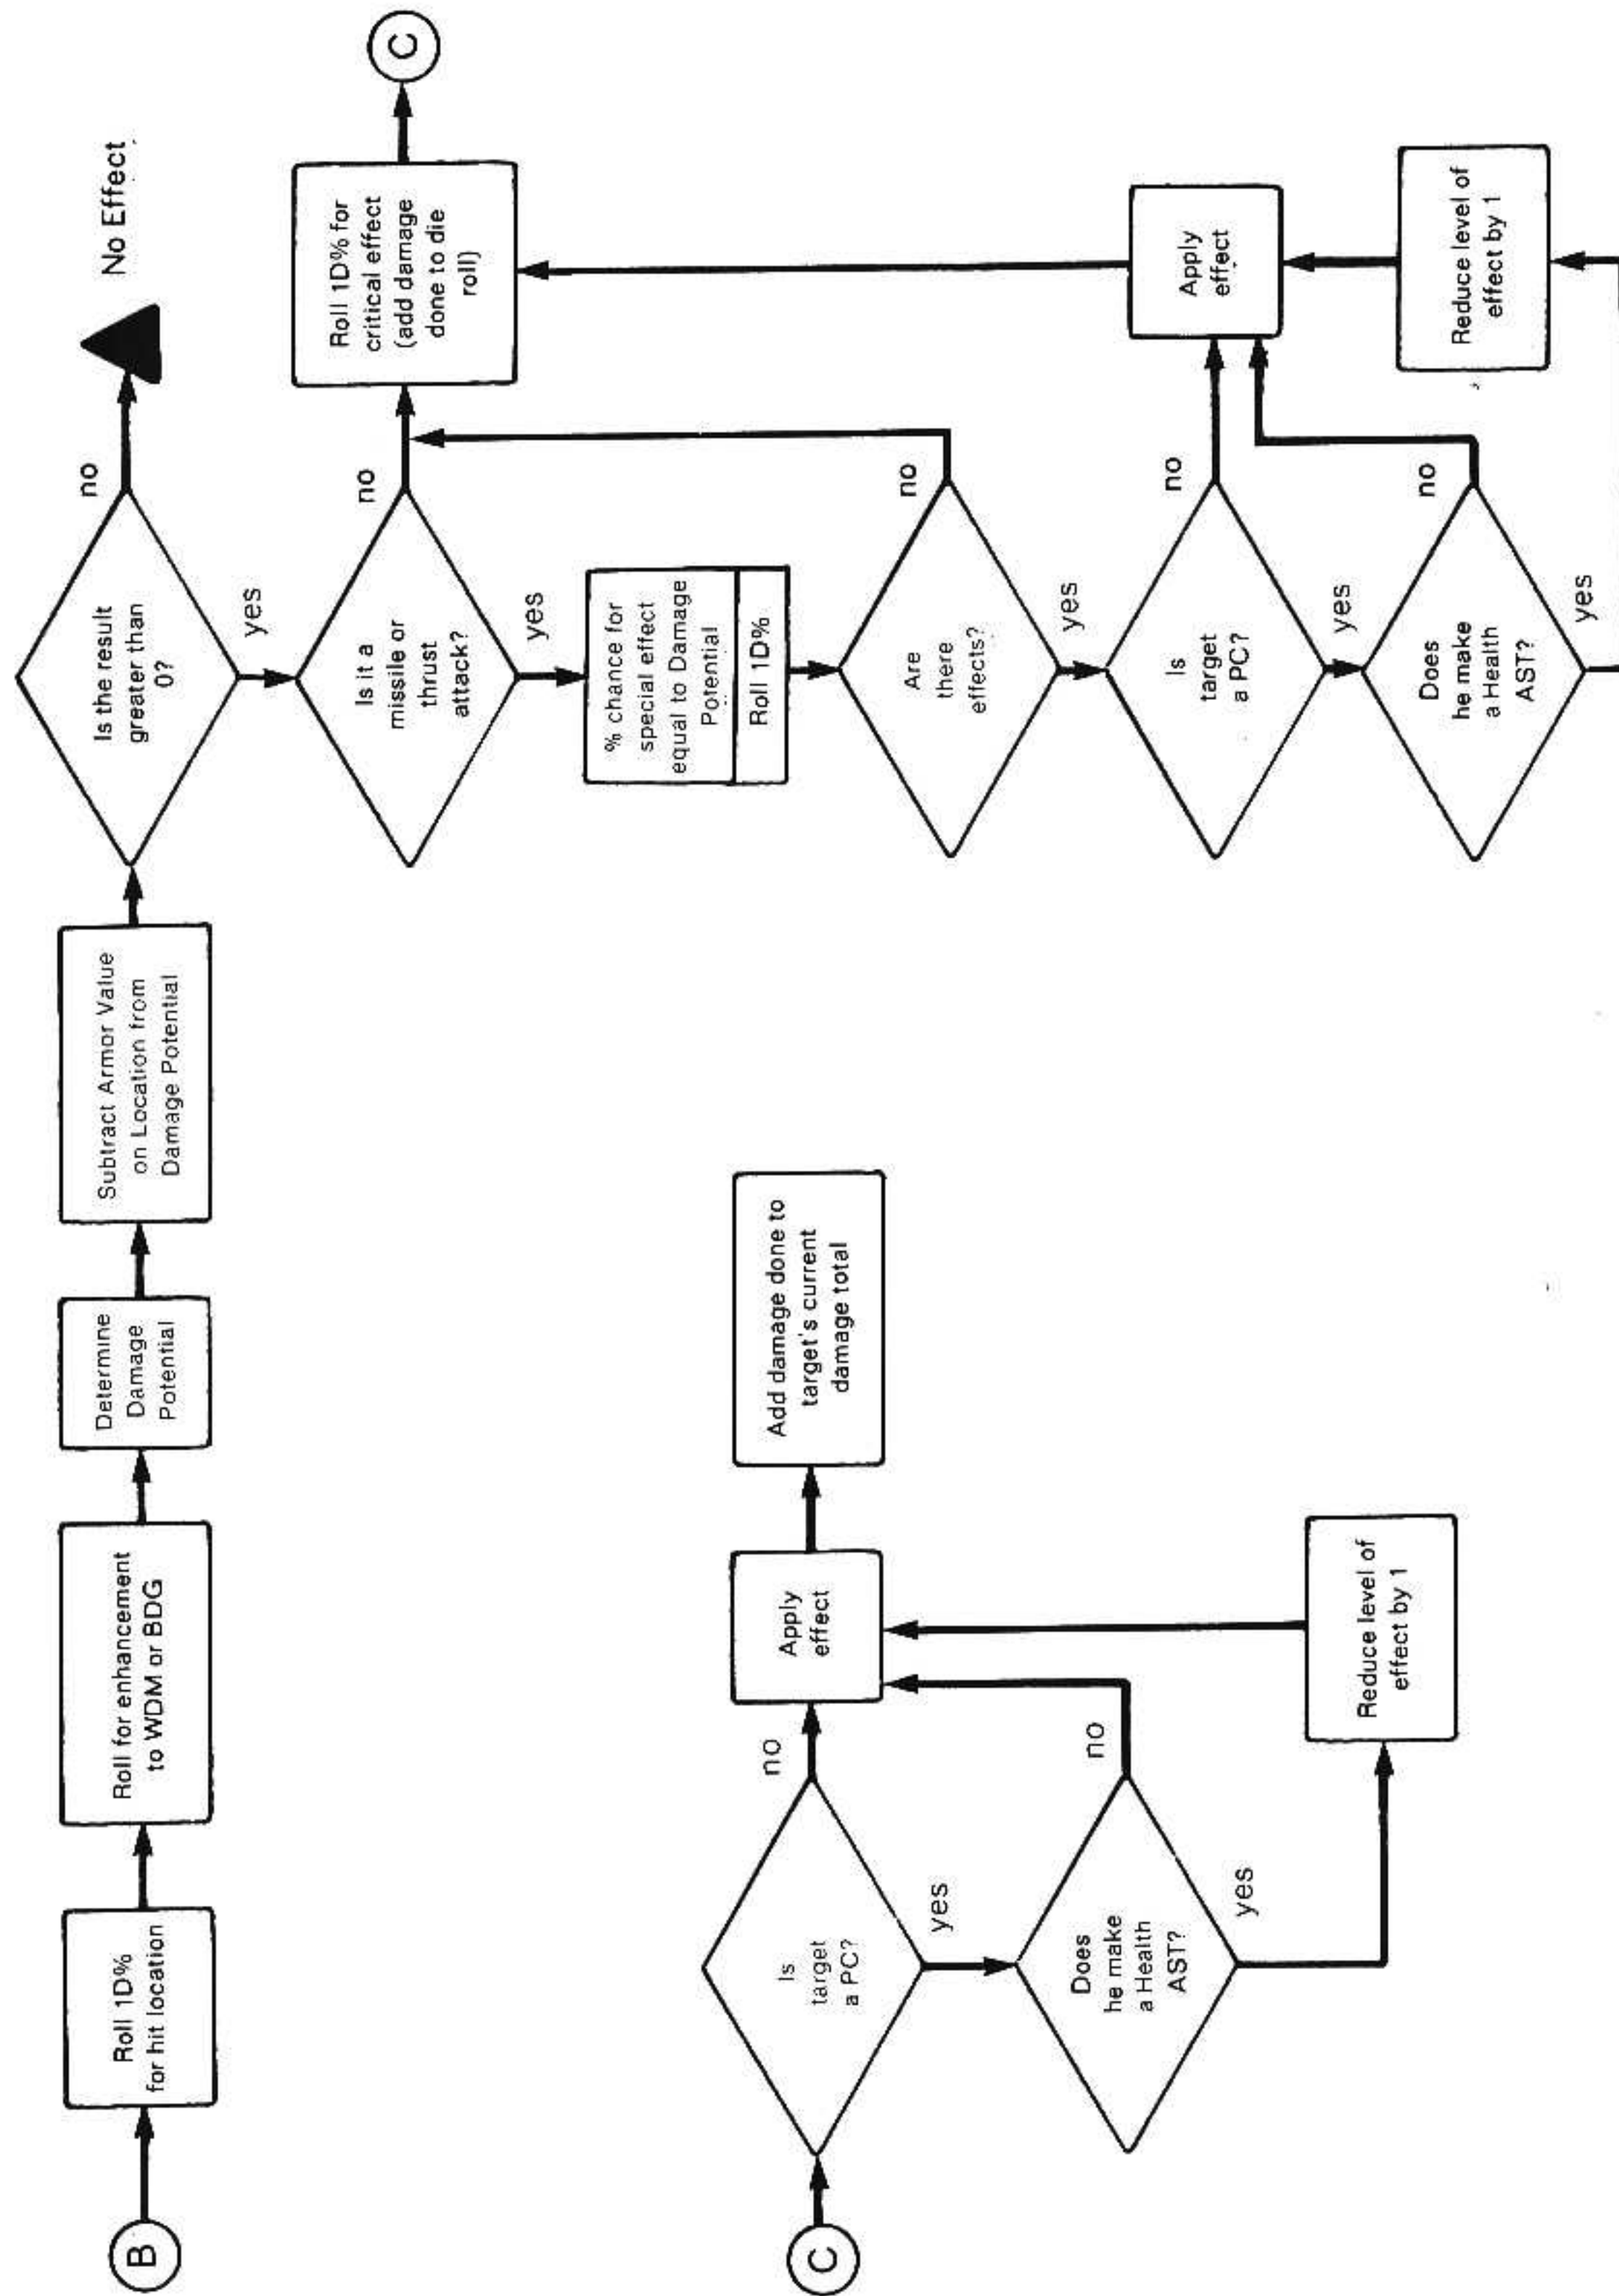 B
Roll 1D%
for hit location
Roll for enhancement
to WDM or BDG
Determine
Damage
Potential
Subtract Armor Value
on Location from
Damage Potential
Is the result
greater than
0?
no
No Effect
yes
Is it a
missile or
thrust
attack?
no
Roll 1D% for
critical effect
(add damage
done to die
roll)
C
yes
% chance for
special effect
equal to Damage
Potential
Roll 1D%
Are
there
effects?
no
yes
Is
target
a PC?
no
Apply
effect
yes
Does
he make
a Health
AST?
no
yes
Reduce level of
effect by 1
C
Is
target
a PC?
no
Apply
effect
Add damage done to
target's current
damage total
yes
Does
he make
a Health
AST?
no
yes
Reduce level of
effect by 1